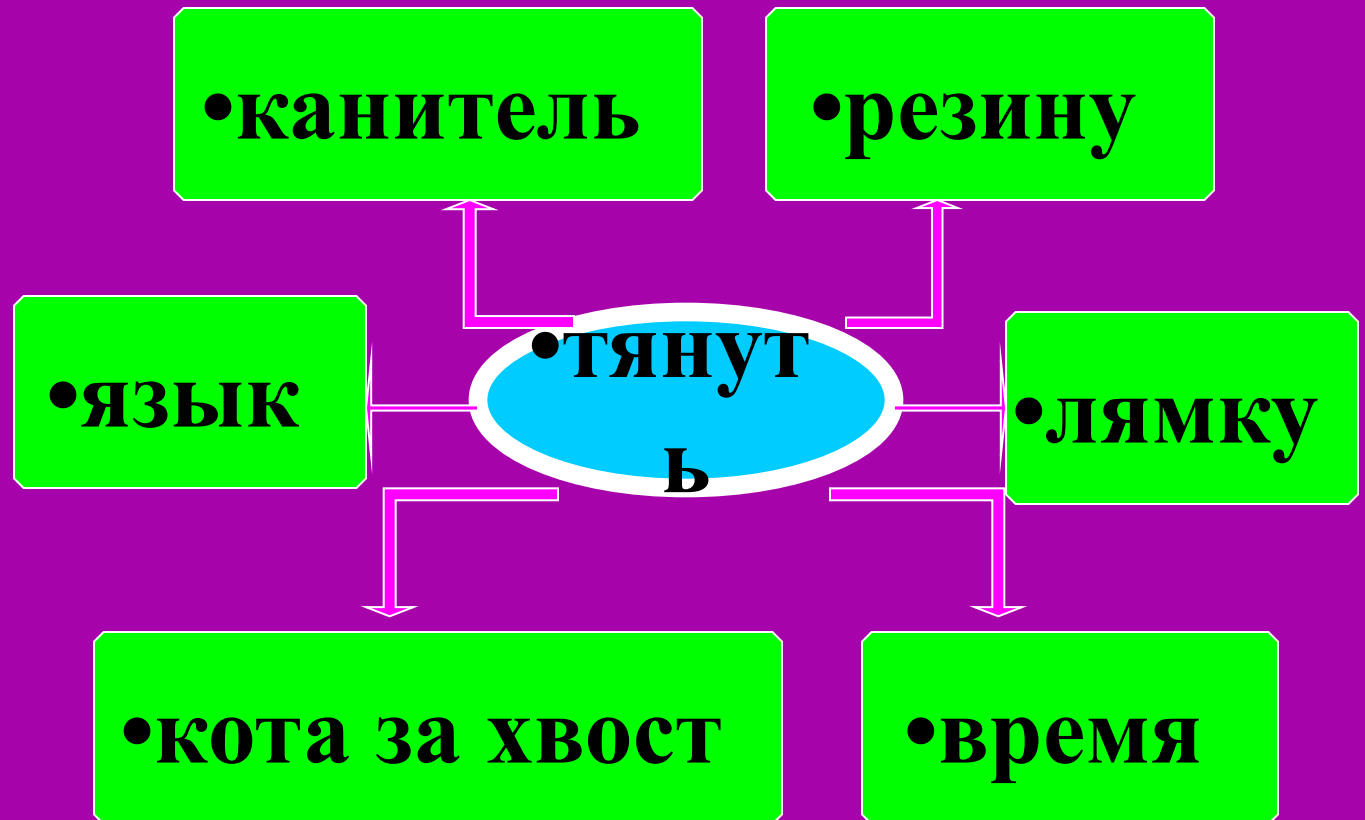 •канитель
•резину
•тянут
ь
•язык
•лямку
•кота за хвост
•время